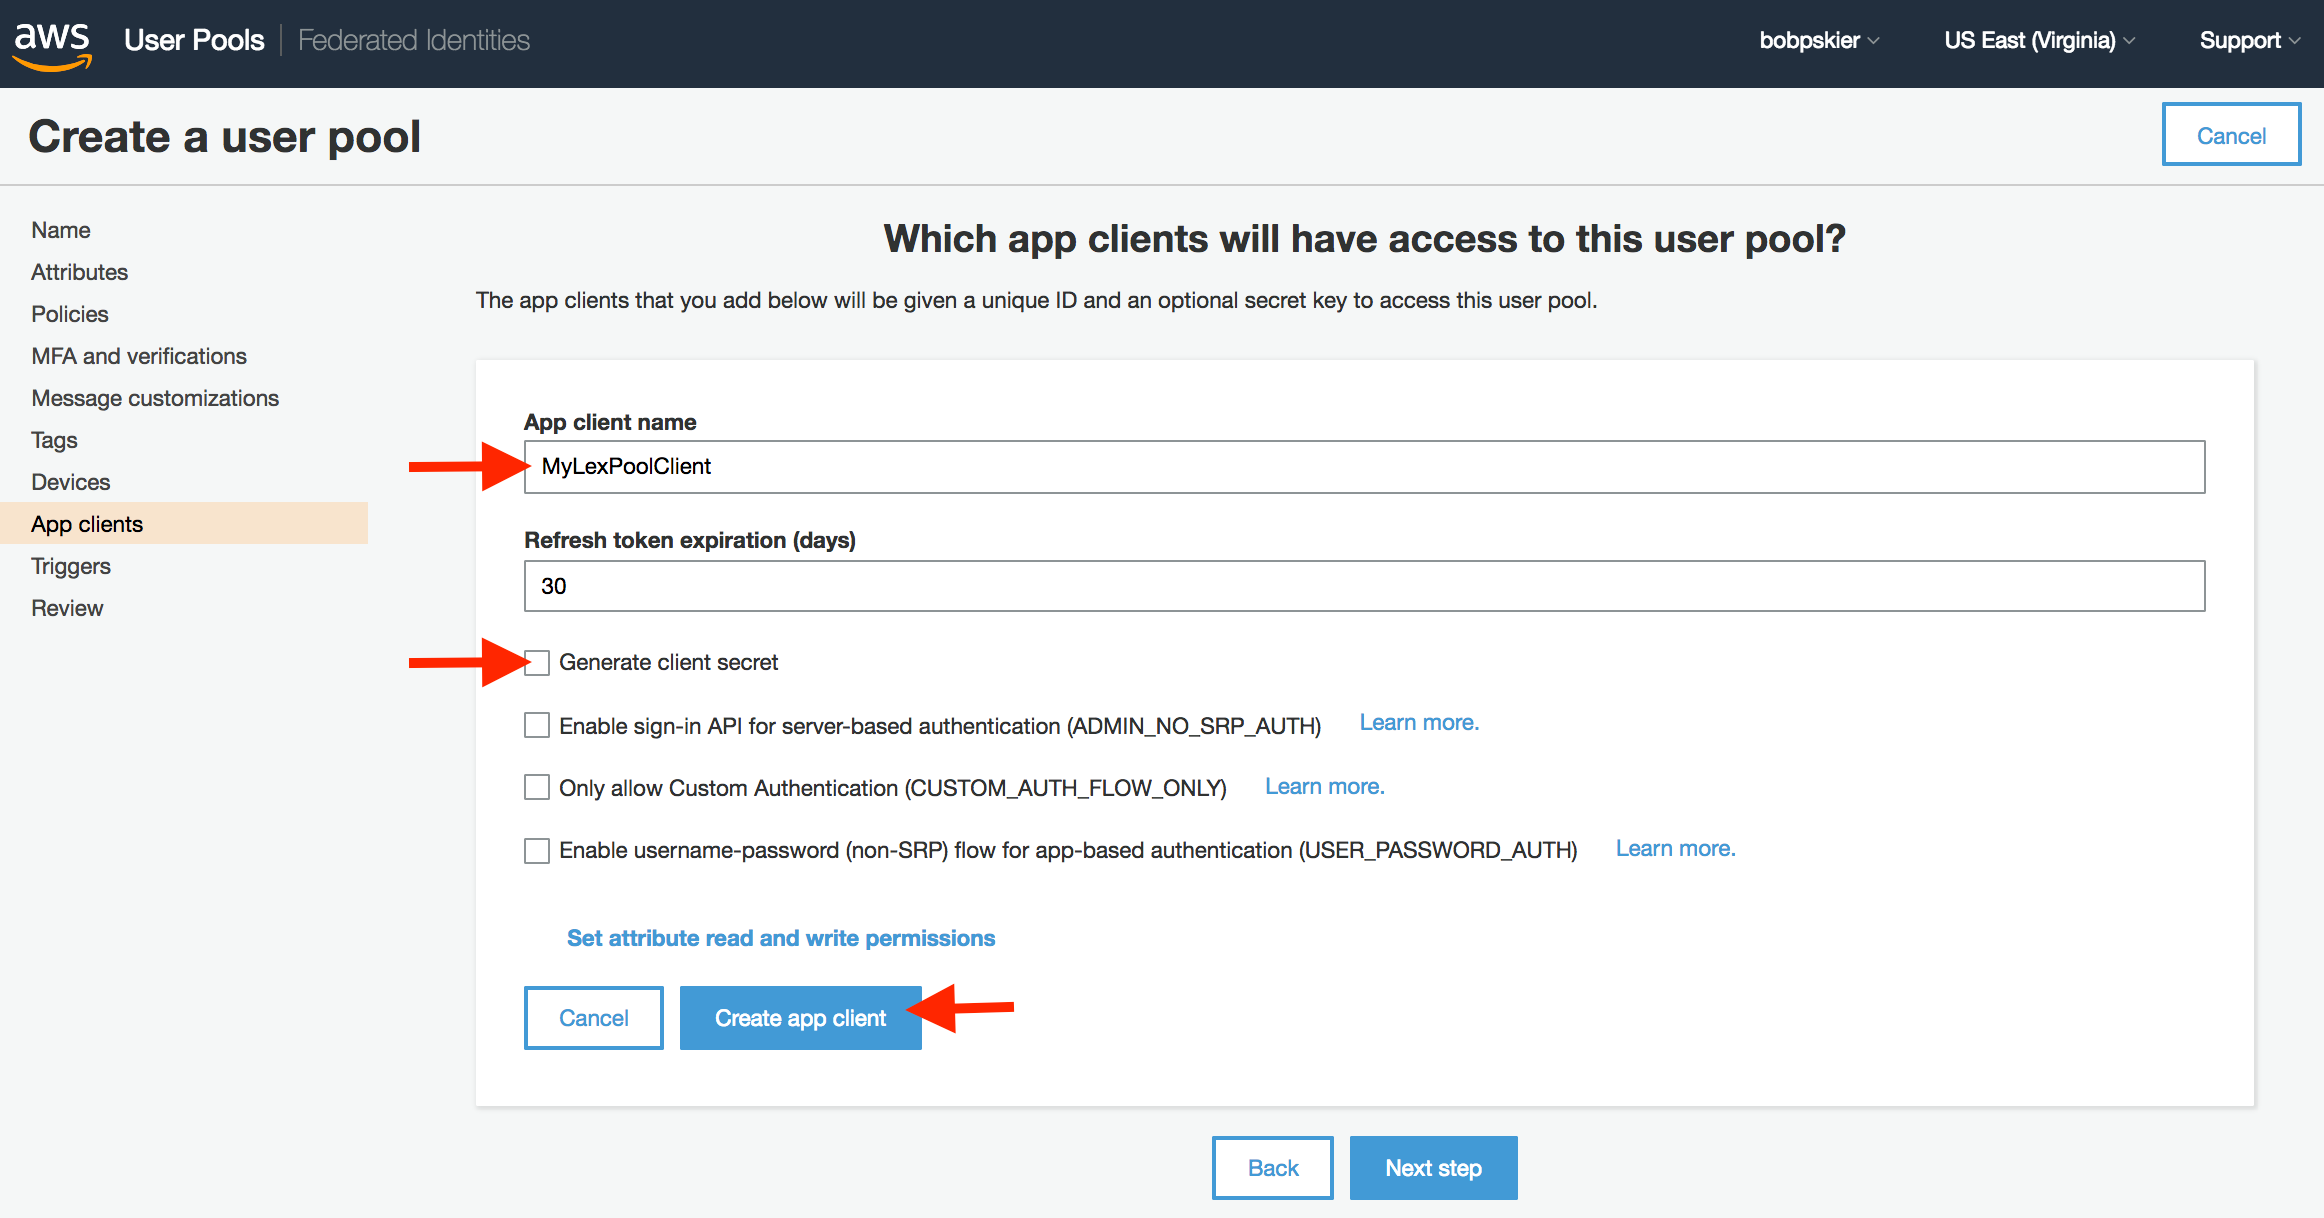 aws User Pools Federated Identities bobpskier US East (Virginia) Support
Create a user pool Cancel
Name
Attributes
Policies
MFA and verifications
Message customizations
Tags
Devices
App clients
Triggers
Review
Which app clients will have access to this user pool?
The app clients that you add below will be given a unique ID and an optional secret key to access this user pool.
App client name
MyLexPoolClient
Refresh token expiration (days)
30
Generate client secret
Enable sign-in API for server-based authentication (ADMIN_NO_SRP_AUTH) Learn more.
Only allow Custom Authentication (CUSTOM_AUTH_FLOW_ONLY) Learn more.
Enable username-password (non-SRP) flow for app-based authentication (USER_PASSWORD_AUTH) Learn more.
Set attribute read and write permissions
Cancel Create app client
Back Next step